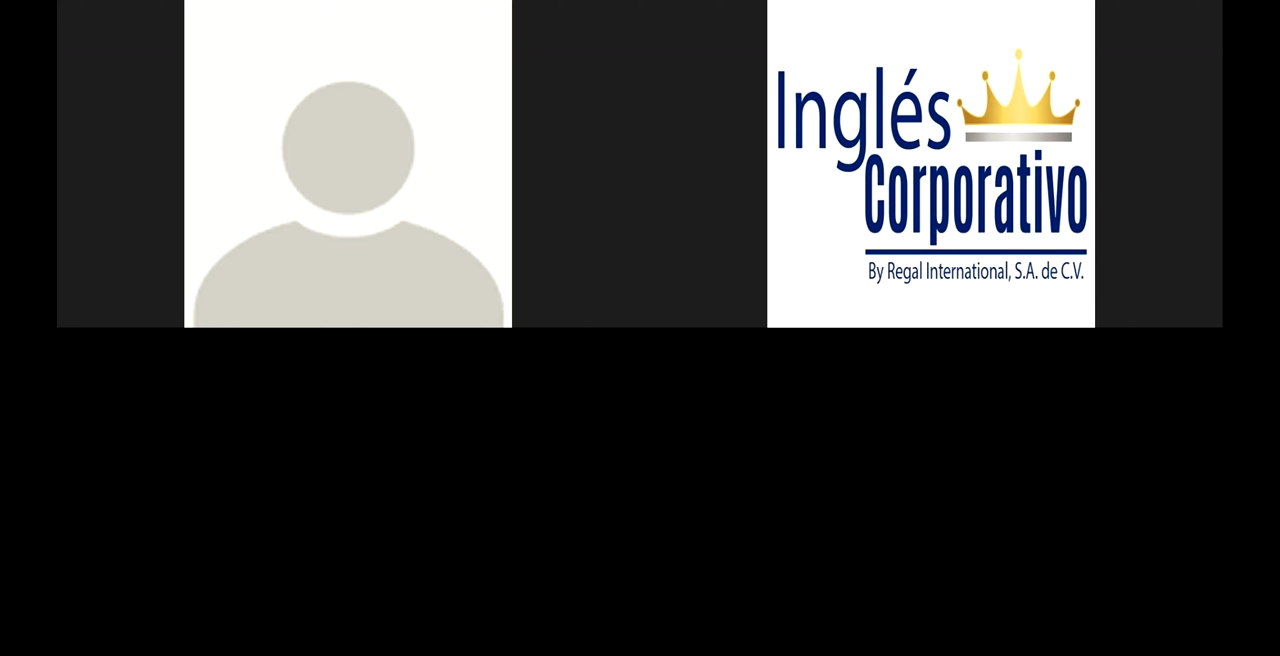 Inglés
Corporativo
By Regal International, S.A. de C.V.